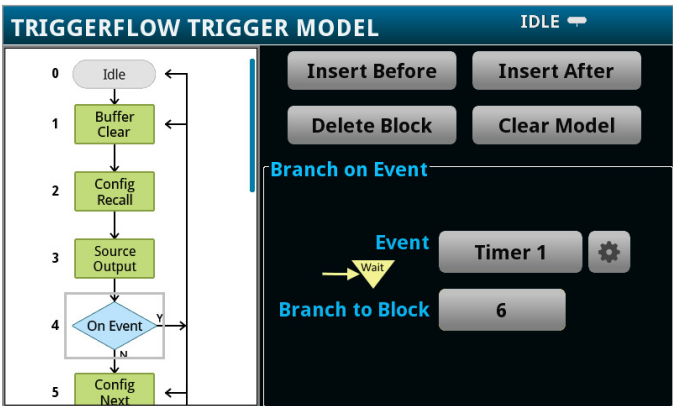 TRIGGERFLOW TRIGGER MODEL
IDLE
0
Idle
1
Buffer
Clear
2
Config
Recall
3
Source
Output
4
On Event
Y
N
5
Config
Next
Insert Before
Insert After
Delete Block
Clear Model
Branch on Event
Event
Timer 1
Wait
Branch to Block
6